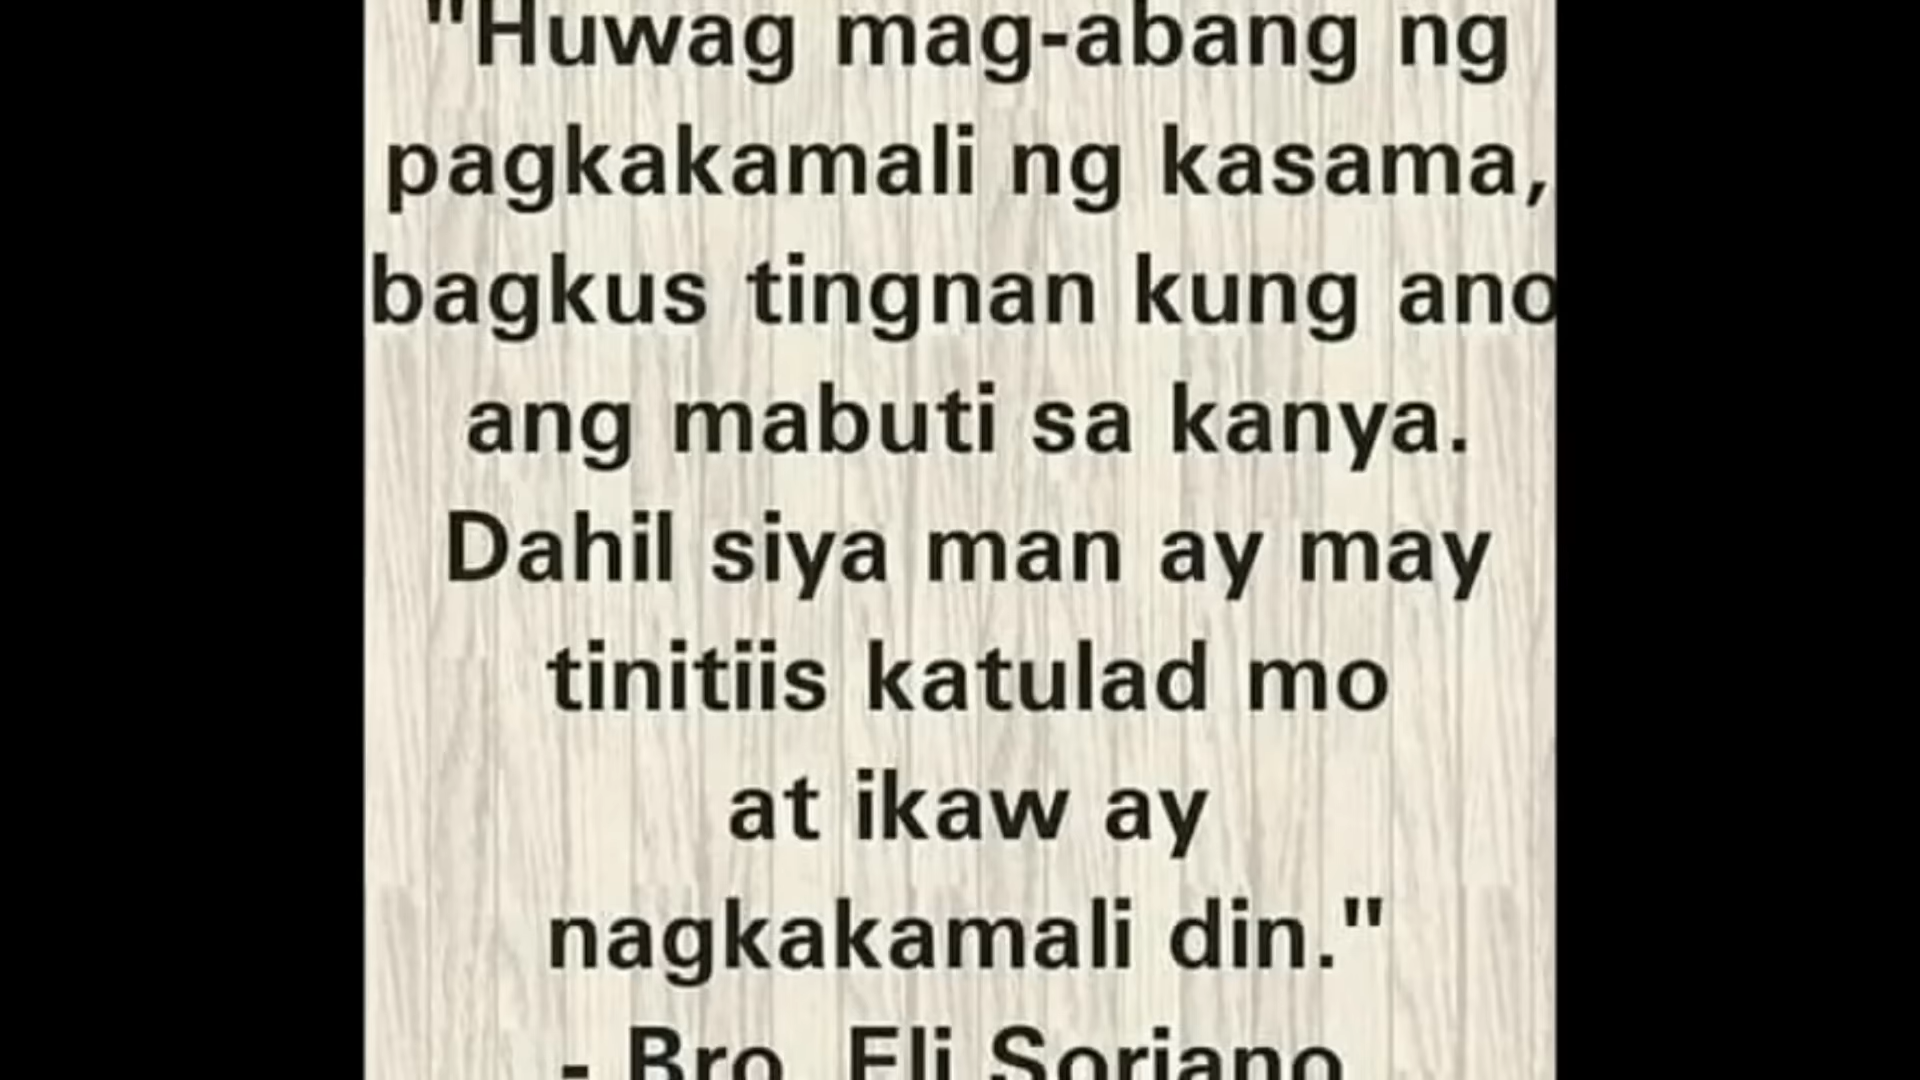 "Huwag mag-abang ng
pagkakamali ng kasama,
bagkus tingnan kung ano
ang mabuti sa kanya.
Dahil siya man ay may
tinitiis katulad mo
at ikaw ay
nagkakamali din."
- Bro. Eli Soriano